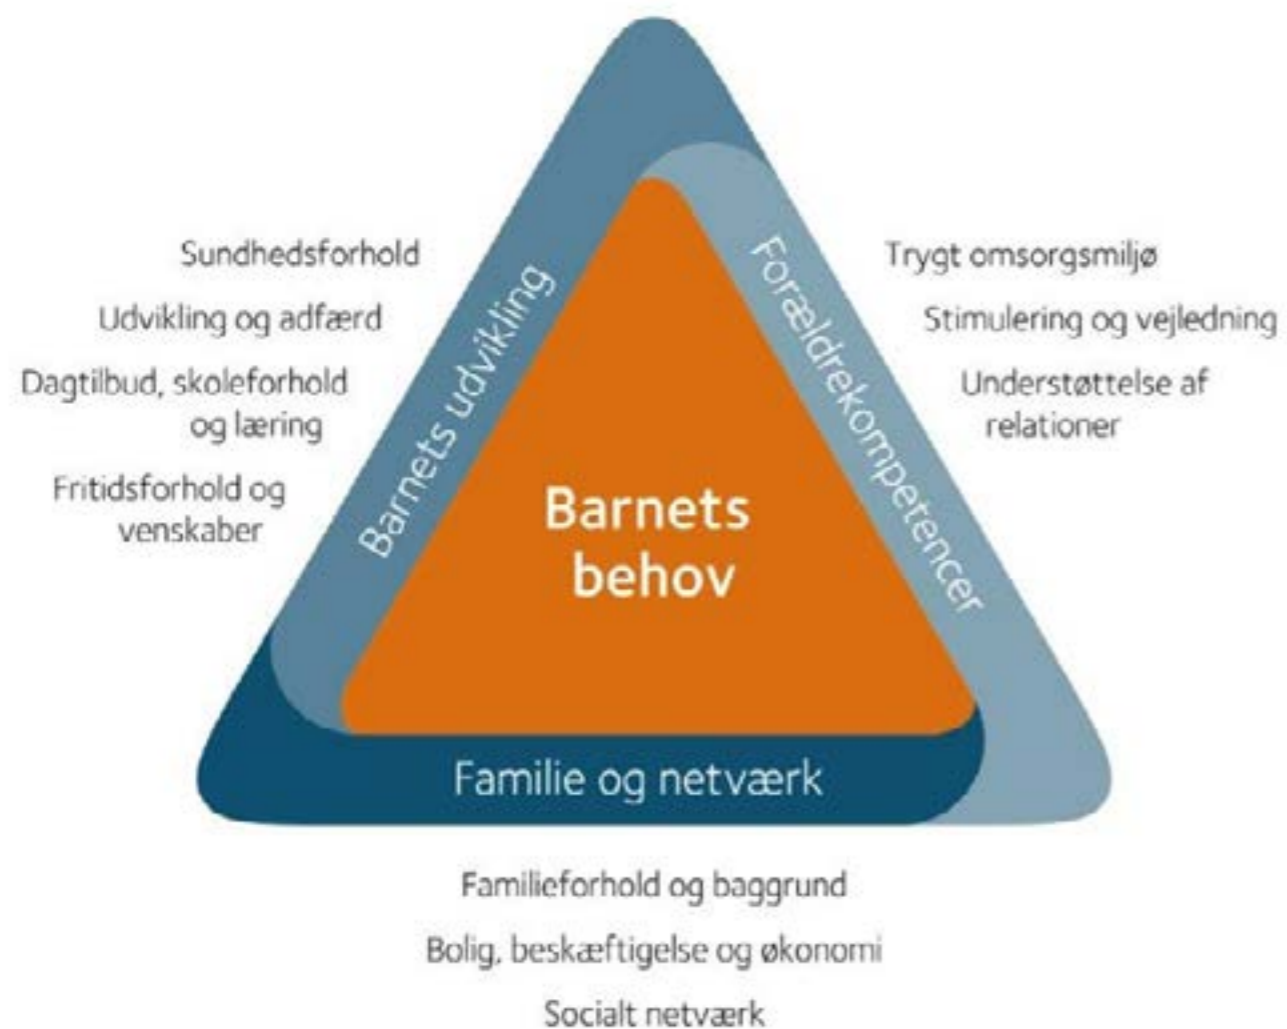 Sundhedsforhold
Udvikling og adfærd
Dagtilbud, skoleforhold
og læring
Fritidsforhold og
venskaber
Barnets udvikling
Barnets
behov
Forældrekompetencer
Trygt omsorgsmiljø
Stimulering og vejledning
Understøttelse af
relationer
Familie og netværk
Familieforhold og baggrund
Bolig, beskæftigelse og økonomi
Socialt netværk